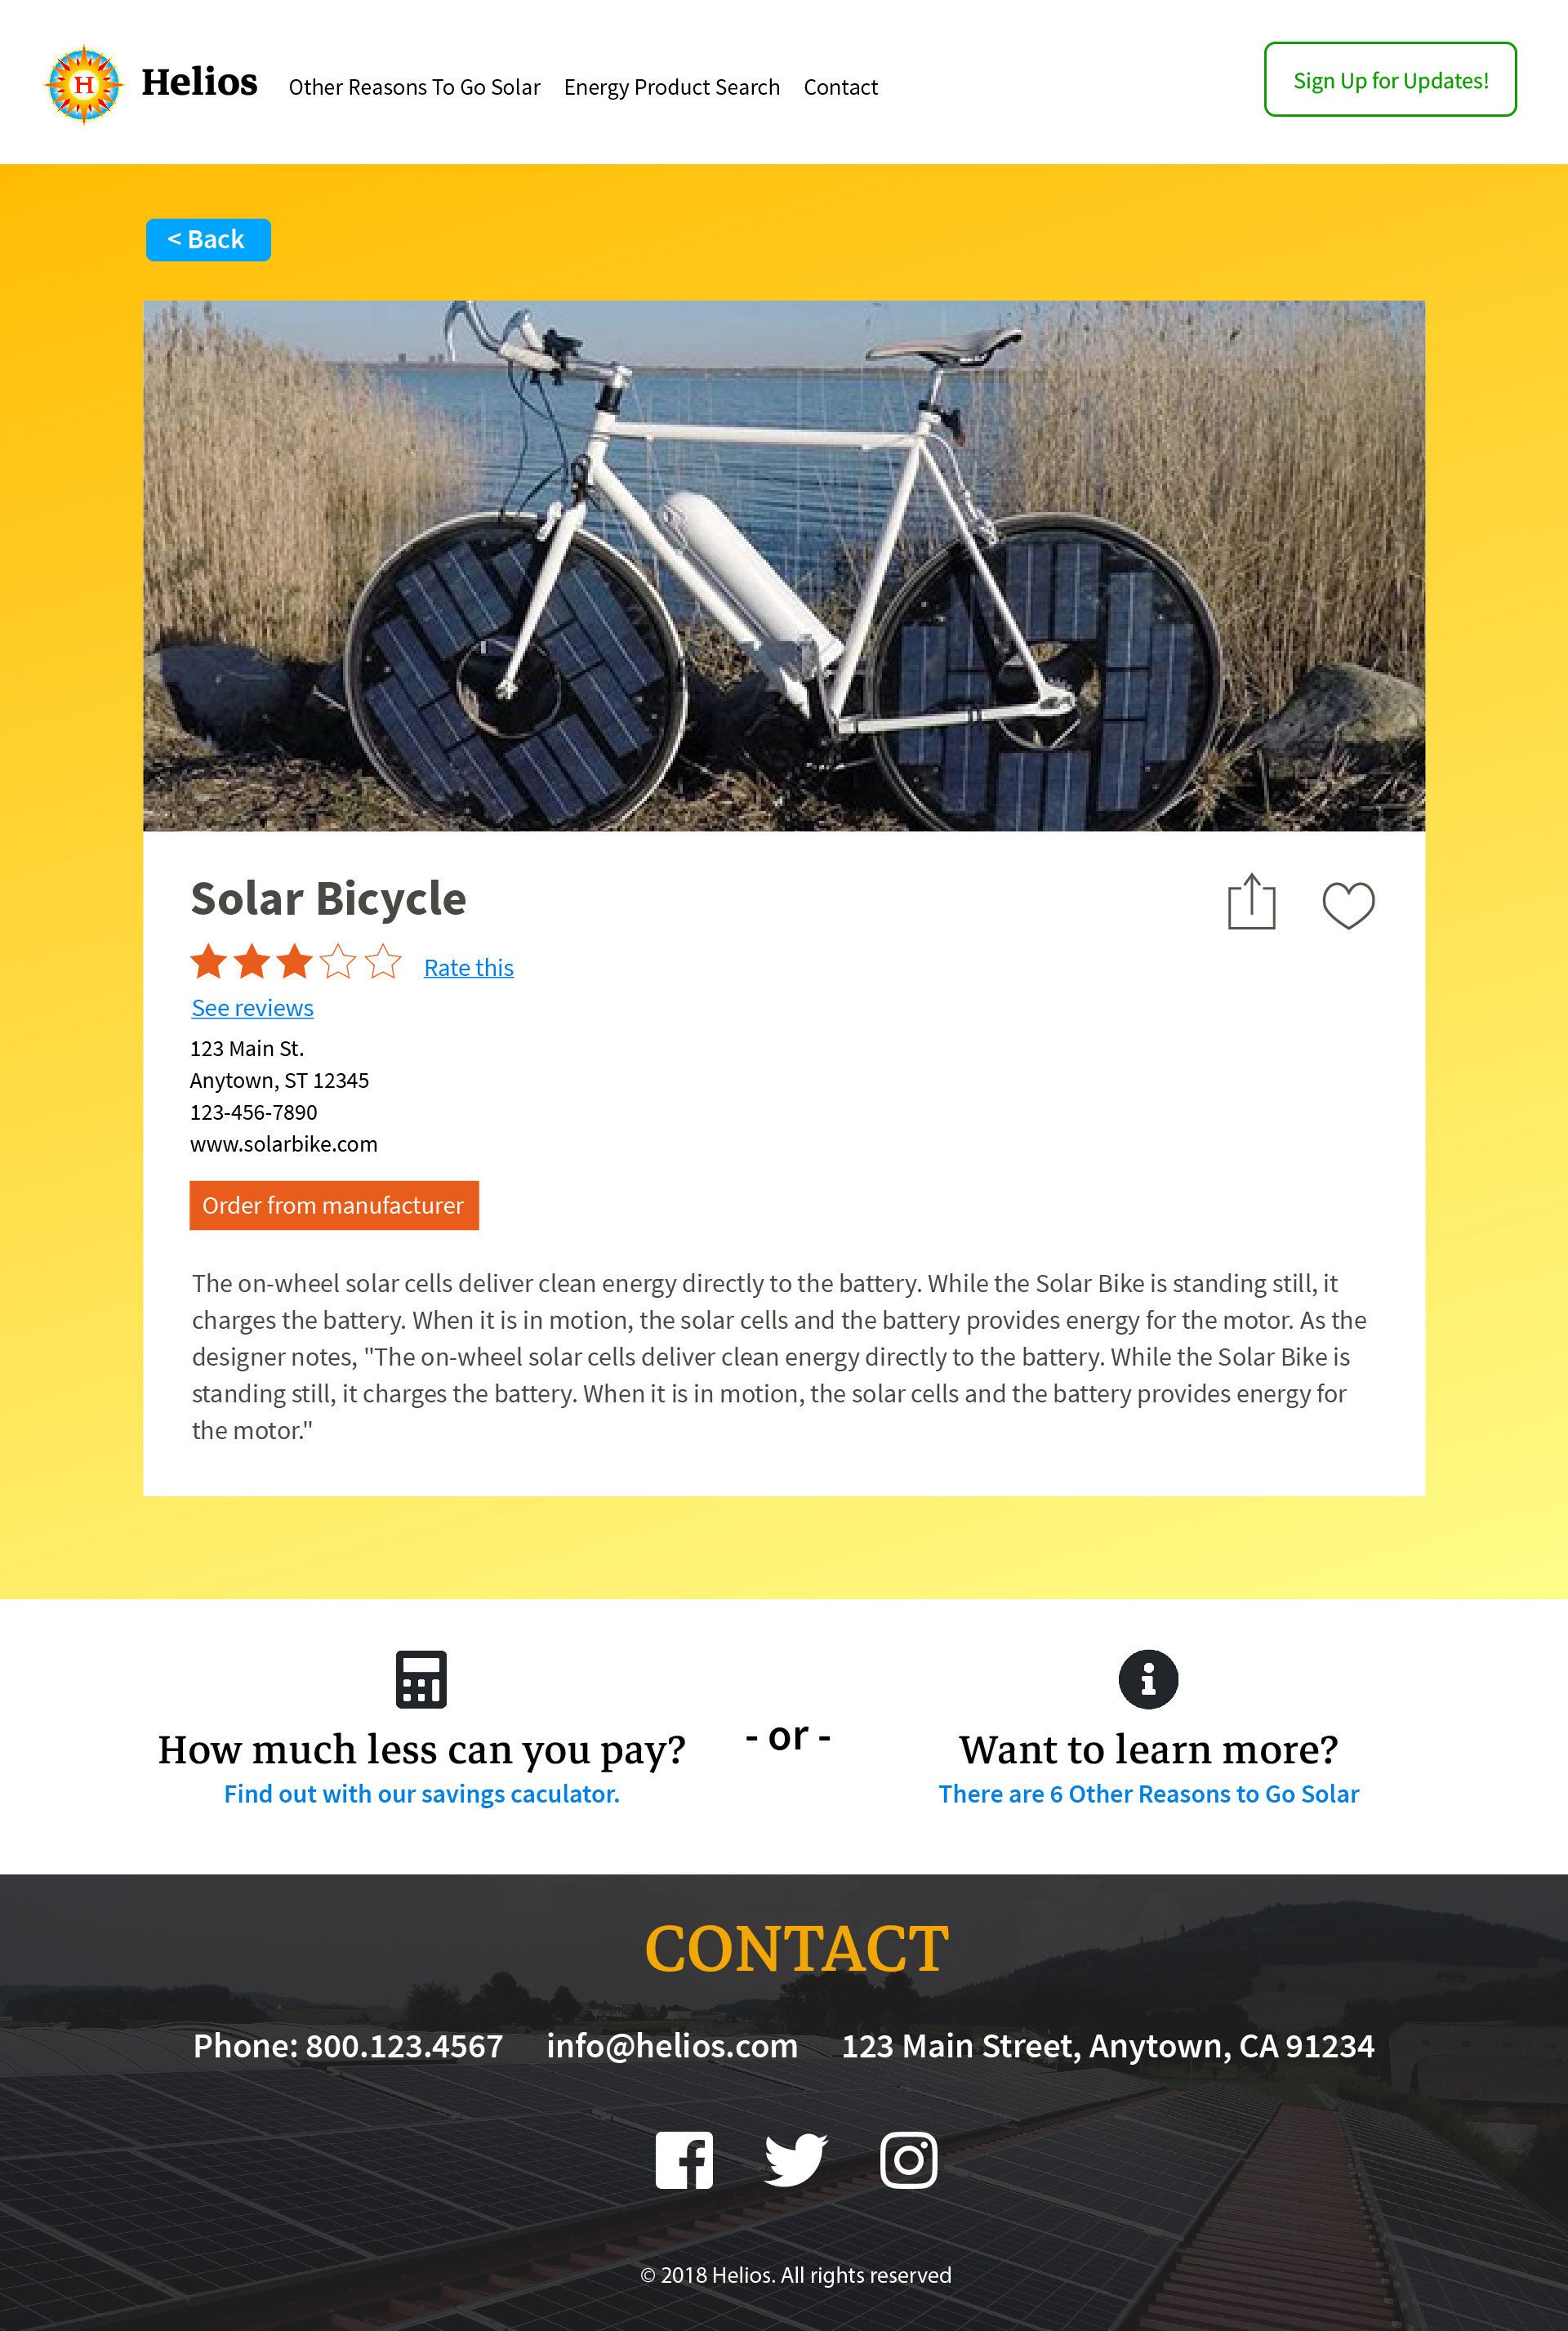 H
Helios
Other Reasons To Go Solar
Energy Product Search
Contact
Sign Up for Updates!
< Back
Solar Bicycle
Rate this
See reviews
123 Main St.
Anytown, ST 12345
123-456-7890
www.solarbike.com
Order from manufacturer
The on-wheel solar cells deliver clean energy directly to the battery. While the Solar Bike is standing still, it
charges the battery. When it is in motion, the solar cells and the battery provides energy for the motor. As the
designer notes, "The on-wheel solar cells deliver clean energy directly to the battery. While the Solar Bike is
standing still, it charges the battery. When it is in motion, the solar cells and the battery provides energy for
the motor."
How much less can you pay?
Find out with our savings caculator.
- or -
Want to learn more?
There are 6 Other Reasons to Go Solar
CONTACT
Phone: 800.123.4567
info@helios.com
123 Main Street, Anytown, CA 91234
© 2018 Helios. All rights reserved